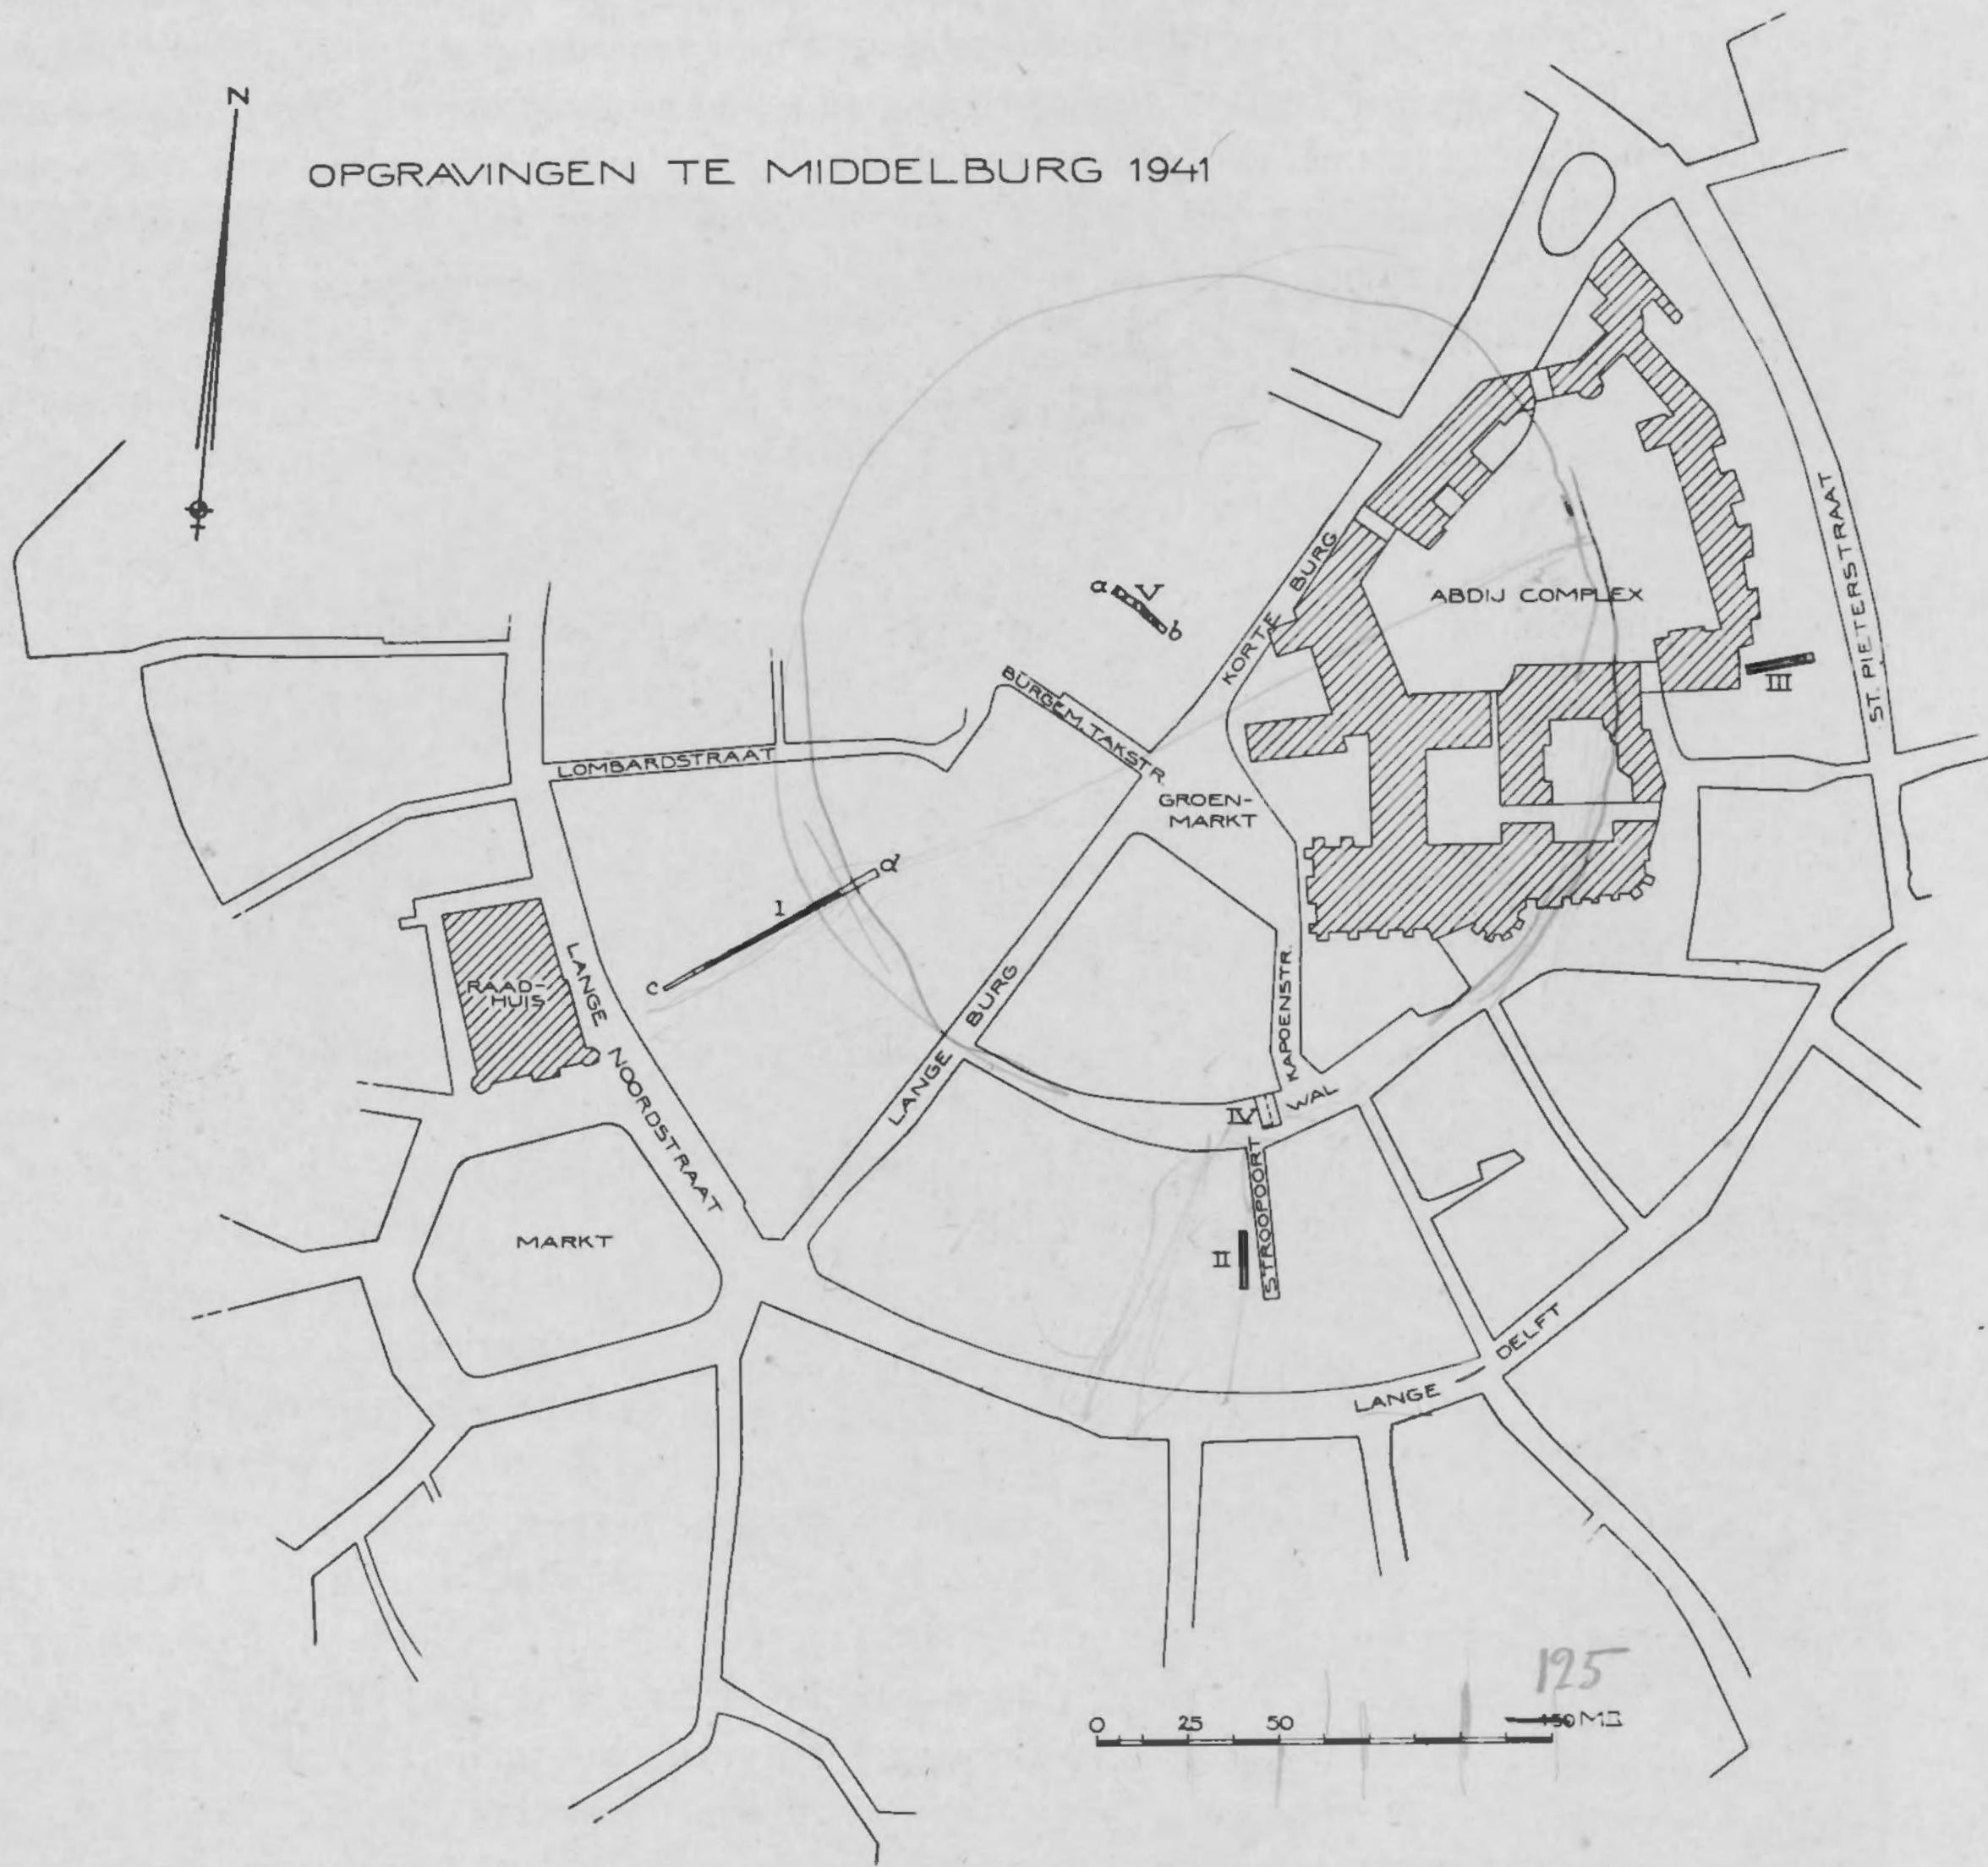 N
OPGRAVINGEN TE MIDDELBURG 1941
ABDIJ COMPLEX
ST. PIETERSTRAAT
KORTE BURG
a V b
III
BURGEM. TAKSTR.
LOMBARDSTRAAT
GROEN-
MARKT
I
c d
RAAD-
HUIS
LANGE NOORDSTRAAT
LANGE BURG
KAPOENSTR.
WAL
IV
STROOPOORT
II
MARKT
LANGE DELFT
125
0 25 50